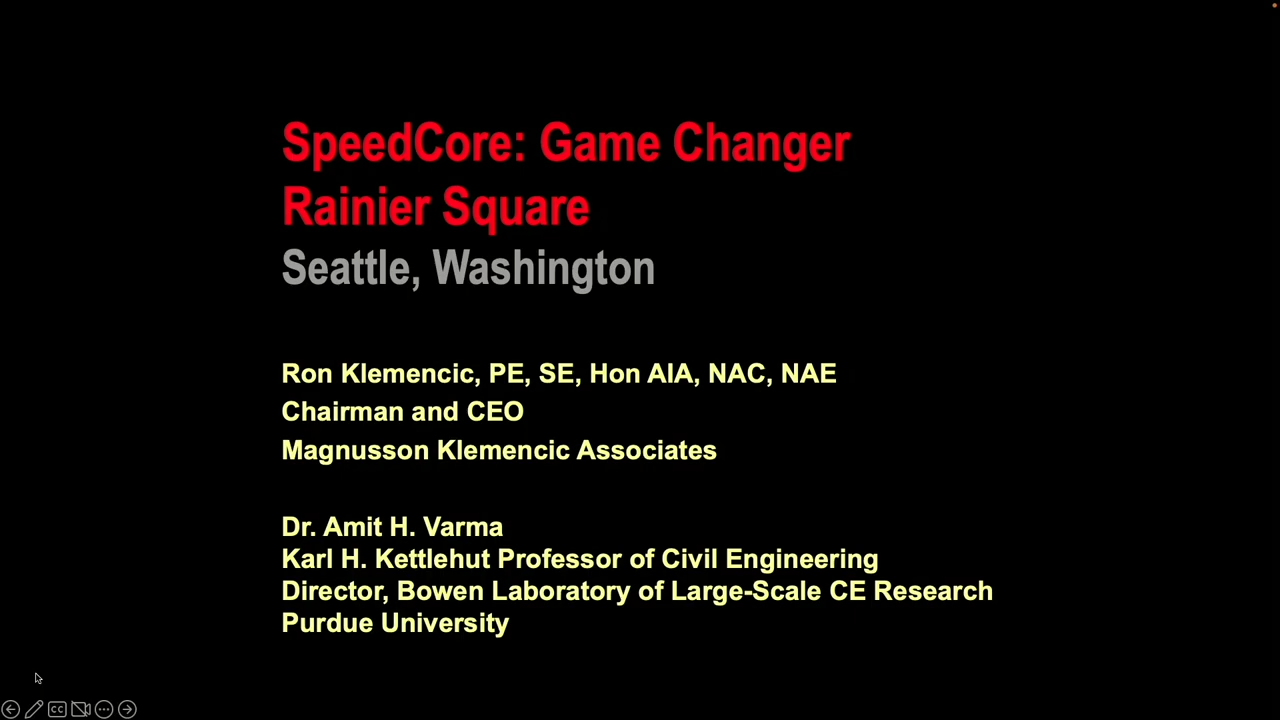 SpeedCore: Game Changer
Rainier Square
Seattle, Washington
Ron Klemencic, PE, SE, Hon AIA, NAC, NAE
Chairman and CEO
Magnusson Klemencic Associates
Dr. Amit H. Varma
Karl H. Kettlehut Professor of Civil Engineering
Director, Bowen Laboratory of Large-Scale CE Research
Purdue University
CC